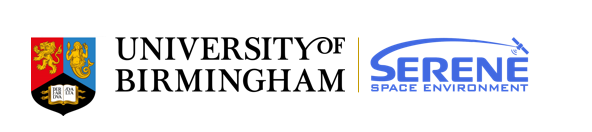 UNIVERSITY OF
BIRMINGHAM
SERENE
SPACE ENVIRONMENT